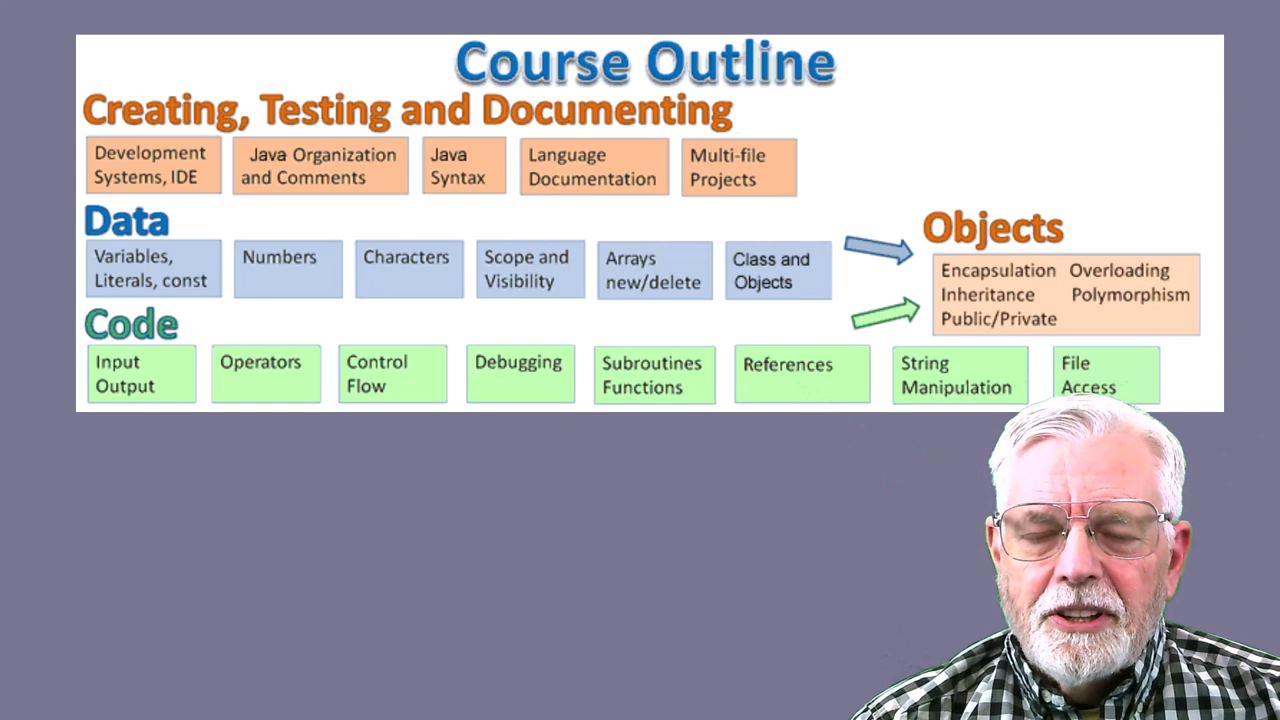 Course Outline
Creating, Testing and Documenting
Development
Systems, IDE
Java Organization
and Comments
Java
Syntax
Language
Documentation
Multi-file
Projects
Data
Variables,
Literals, const
Numbers
Characters
Scope and
Visibility
Arrays
new/delete
Class and
Objects
Objects
Encapsulation Overloading
Inheritance Polymorphism
Public/Private
Code
Input
Output
Operators
Control
Flow
Debugging
Subroutines
Functions
References
String
Manipulation
File
Access